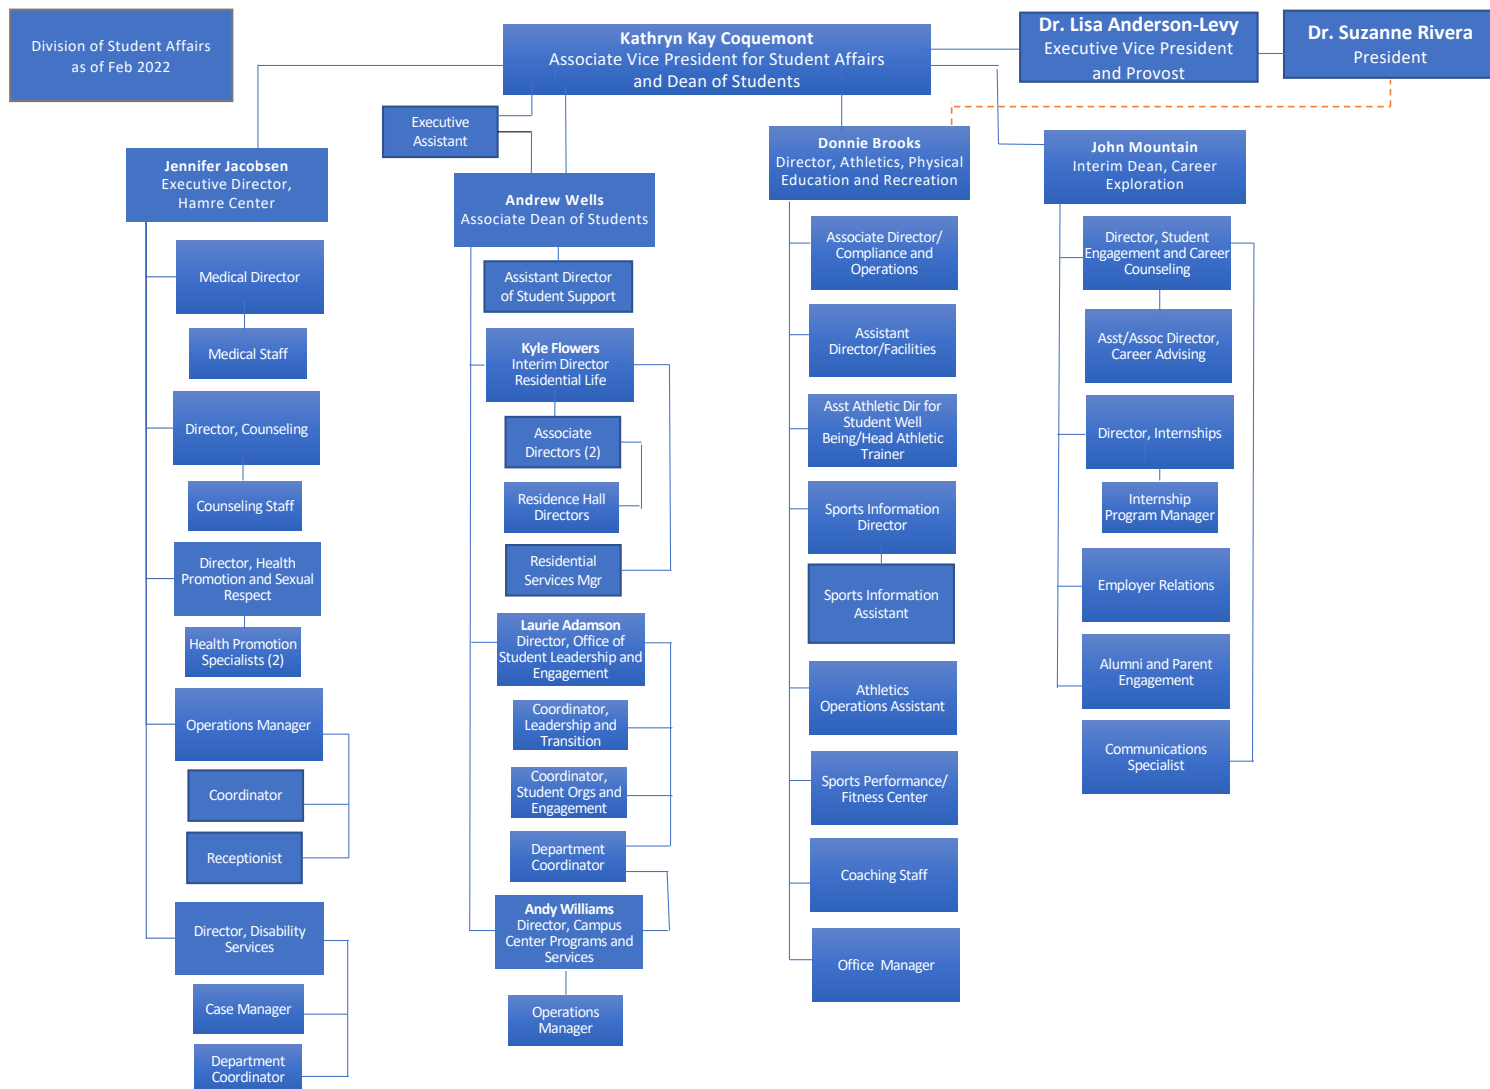 Division of Student Affairs
as of Feb 2022
Kathryn Kay Coquemont
Associate Vice President for Student Affairs
and Dean of Students
Dr. Lisa Anderson-Levy
Executive Vice President
and Provost
Dr. Suzanne Rivera
President
Executive
Assistant
Jennifer Jacobsen
Executive Director,
Hamre Center
Medical Director
Medical Staff
Director, Counseling
Counseling Staff
Director, Health
Promotion and Sexual
Respect
Health Promotion
Specialists (2)
Operations Manager
Coordinator
Receptionist
Director, Disability
Services
Case Manager
Department
Coordinator
Andrew Wells
Associate Dean of Students
Assistant Director
of Student Support
Kyle Flowers
Interim Director
Residential Life
Associate
Directors (2)
Residence Hall
Directors
Residential
Services Mgr
Laurie Adamson
Director, Office of
Student Leadership and
Engagement
Coordinator,
Leadership and
Transition
Coordinator,
Student Orgs and
Engagement
Department
Coordinator
Andy Williams
Director, Campus
Center Programs and
Services
Operations
Manager
Donnie Brooks
Director, Athletics, Physical
Education and Recreation
Associate Director/
Compliance and
Operations
Assistant
Director/Facilities
Asst Athletic Dir for
Student Well
Being/Head Athletic
Trainer
Sports Information
Director
Sports Information
Assistant
Athletics
Operations Assistant
Sports Performance/
Fitness Center
Coaching Staff
Office Manager
John Mountain
Interim Dean, Career
Exploration
Director, Student
Engagement and Career
Counseling
Asst/Assoc Director,
Career Advising
Director, Internships
Internship
Program Manager
Employer Relations
Alumni and Parent
Engagement
Communications
Specialist